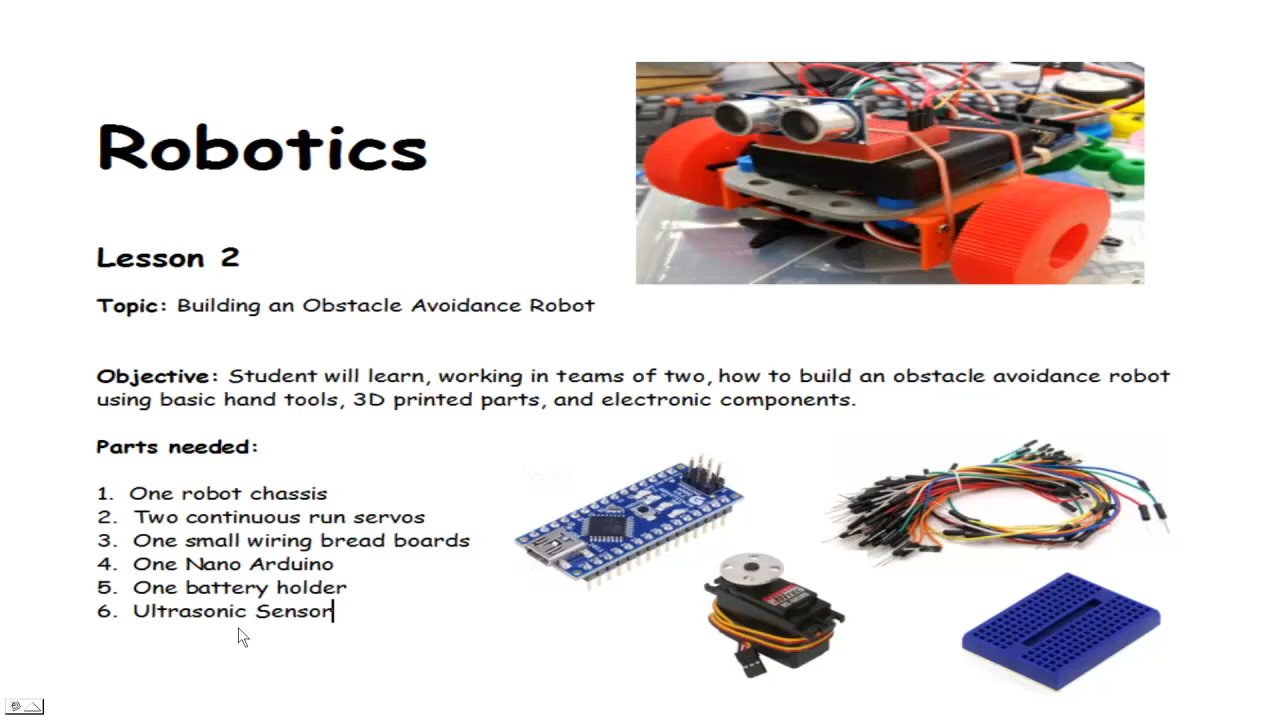 Robotics
Lesson 2
Topic: Building an Obstacle Avoidance Robot
Objective: Student will learn, working in teams of two, how to build an obstacle avoidance robot
using basic hand tools, 3D printed parts, and electronic components.
Parts needed:
1. One robot chassis
2. Two continuous run servos
3. One small wiring bread boards
4. One Nano Arduino
5. One battery holder
6. Ultrasonic Sensor